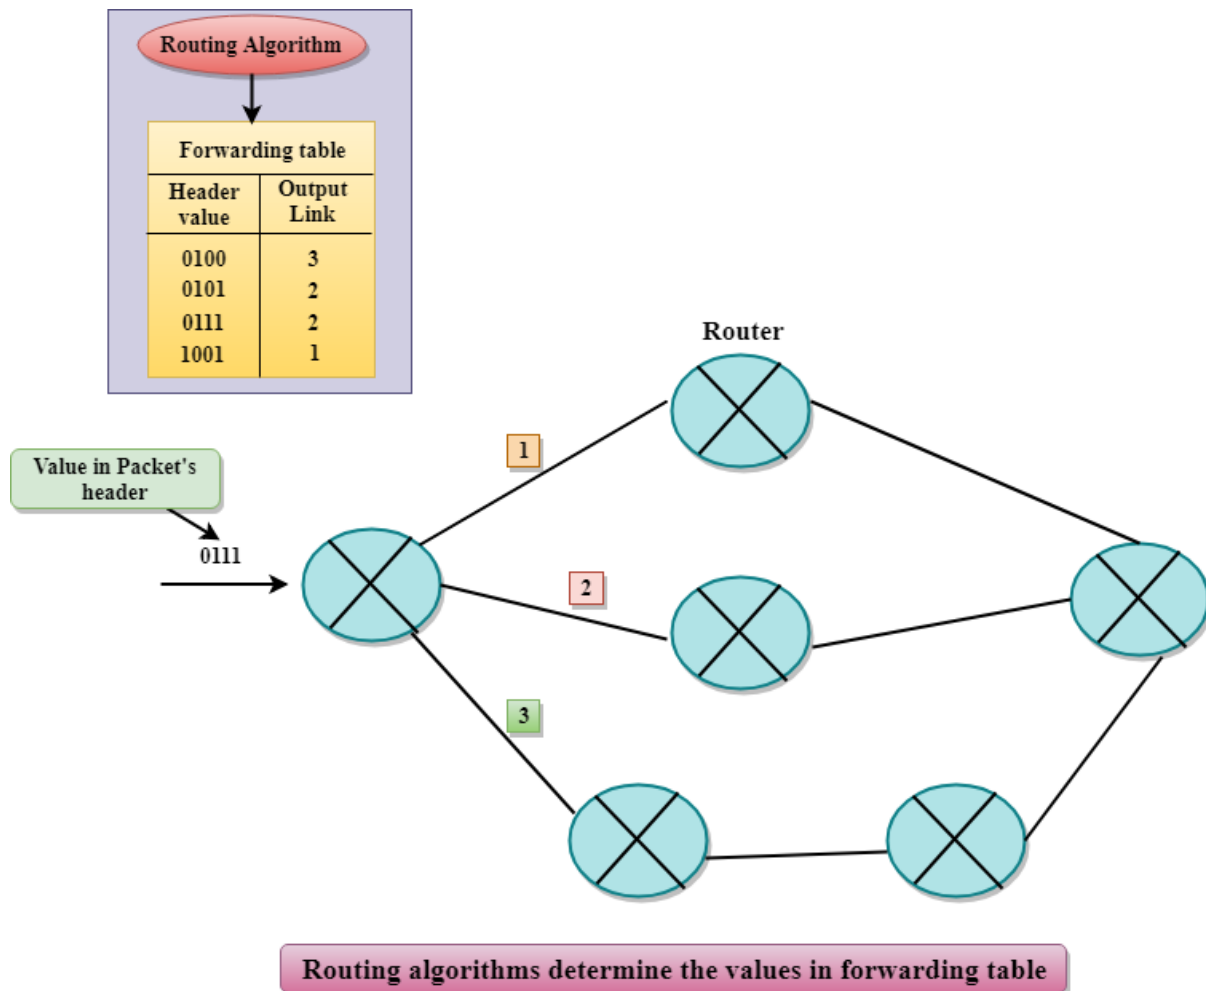 Routing Algorithm
Forwarding table
Header value
Output Link
0100 3
0101 2
0111 2
1001 1
Router
1
Value in Packet's
header
0111
2
3
Routing algorithms determine the values in forwarding table